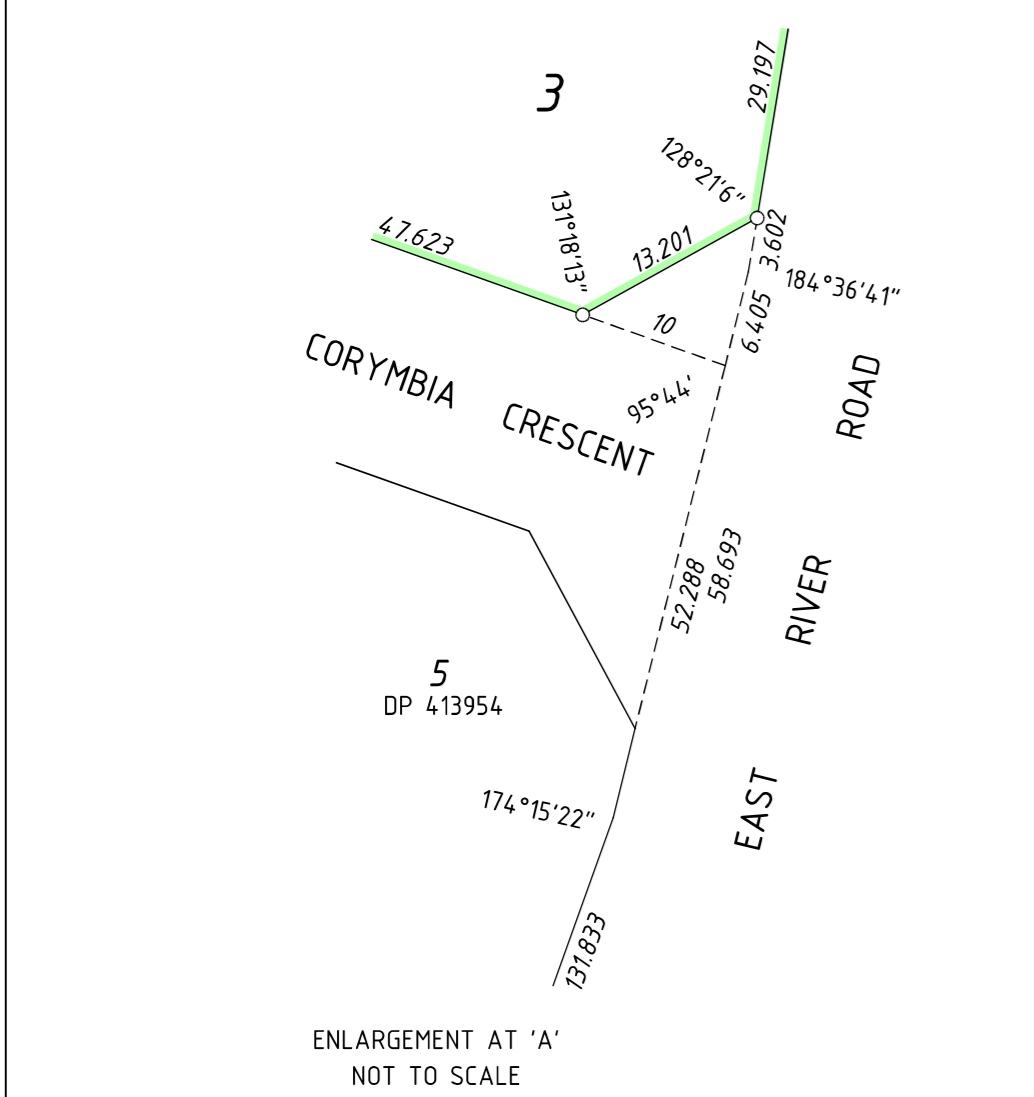 29.197
3
128°21'6"
131°18'13"
47.623
13.201
3.602
184°36'41"
10
6.405
CORYMBIA CRESCENT
95°44'
ROAD
RIVER
EAST
52.288
58.693
5
DP 413954
174°15'22"
131.833
ENLARGEMENT AT 'A'
NOT TO SCALE